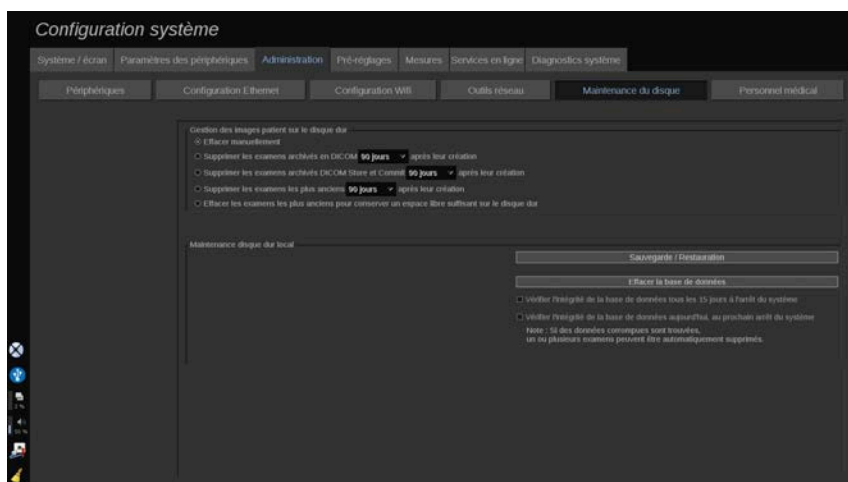 Configuration système
Système / écran Paramètres des périphériques Administration Pré-réglages Mesures Services en ligne Diagnostics système
Périphériques Configuration Ethernet Configuration Wifi Outils réseau Maintenance du disque Personnel médical
Gestion des images patient sur le disque dur
Effacer manuellement
Supprimer les examens archivés en DICOM 90 jours après leur création
Supprimer les examens archivés DICOM Store et Commit 90 jours après leur création
Supprimer les examens les plus anciens 90 jours après leur création
Effacer les examens les plus anciens pour conserver un espace libre suffisant sur le disque dur
Maintenance disque dur local
Sauvegarde / Restauration
Effacer la base de données
Vérifier l'intégrité de la base de données tous les 15 jours à l'arrêt du système
Vérifier l'intégrité de la base de données aujourd'hui, au prochain arrêt du système
Note : Si des données corrompues sont trouvées,
un ou plusieurs examens peuvent être automatiquement supprimés.